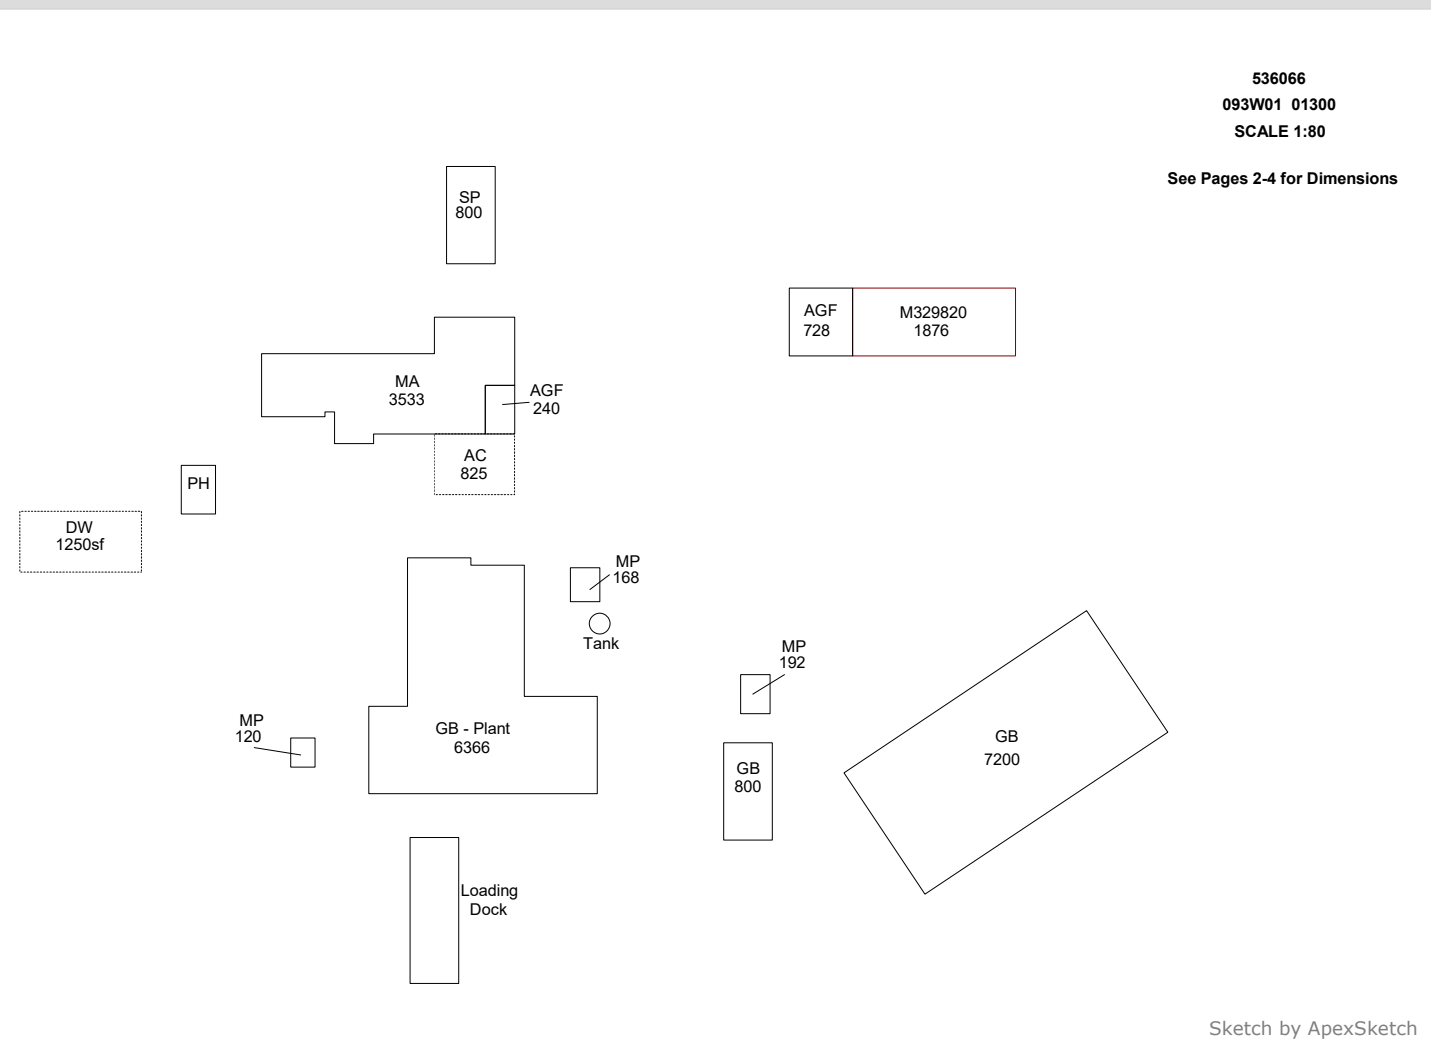 536066
093W01 01300
SCALE 1:80
See Pages 2-4 for Dimensions
SP
800
AGF
728
M329820
1876
MA
3533
AGF
240
AC
825
PH
DW
1250sf
MP
168
Tank
MP
192
MP
120
GB - Plant
6366
GB
7200
GB
800
Loading
Dock
Sketch by ApexSketch